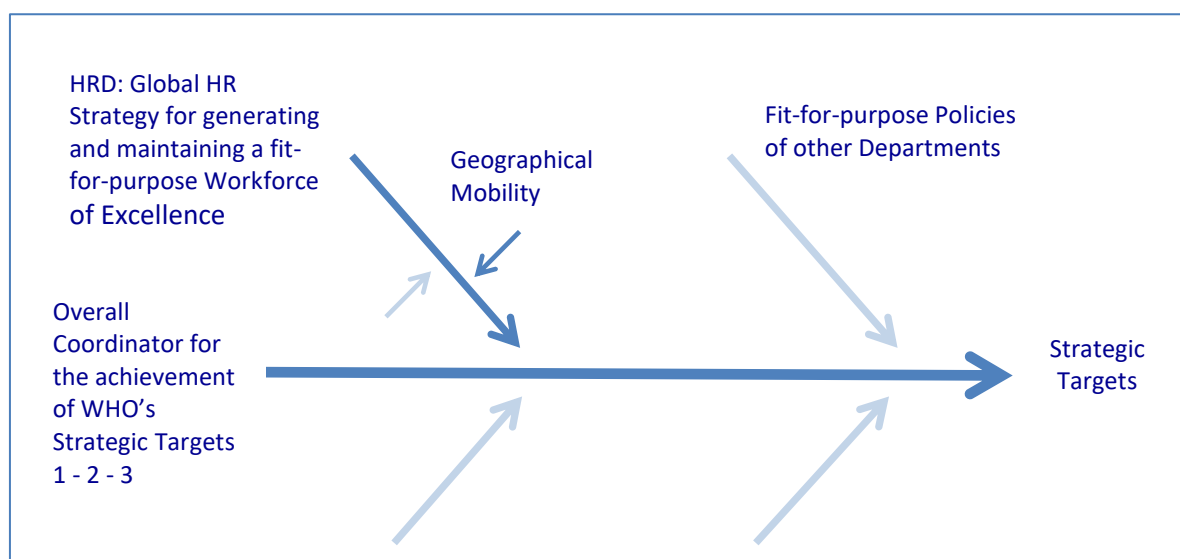 HRD: Global HR
Strategy for generating
and maintaining a fit-
for-purpose Workforce
of Excellence
Geographical
Mobility
Fit-for-purpose Policies
of other Departments
Overall
Coordinator for
the achievement
of WHO’s
Strategic Targets
1 - 2 - 3
Strategic
Targets